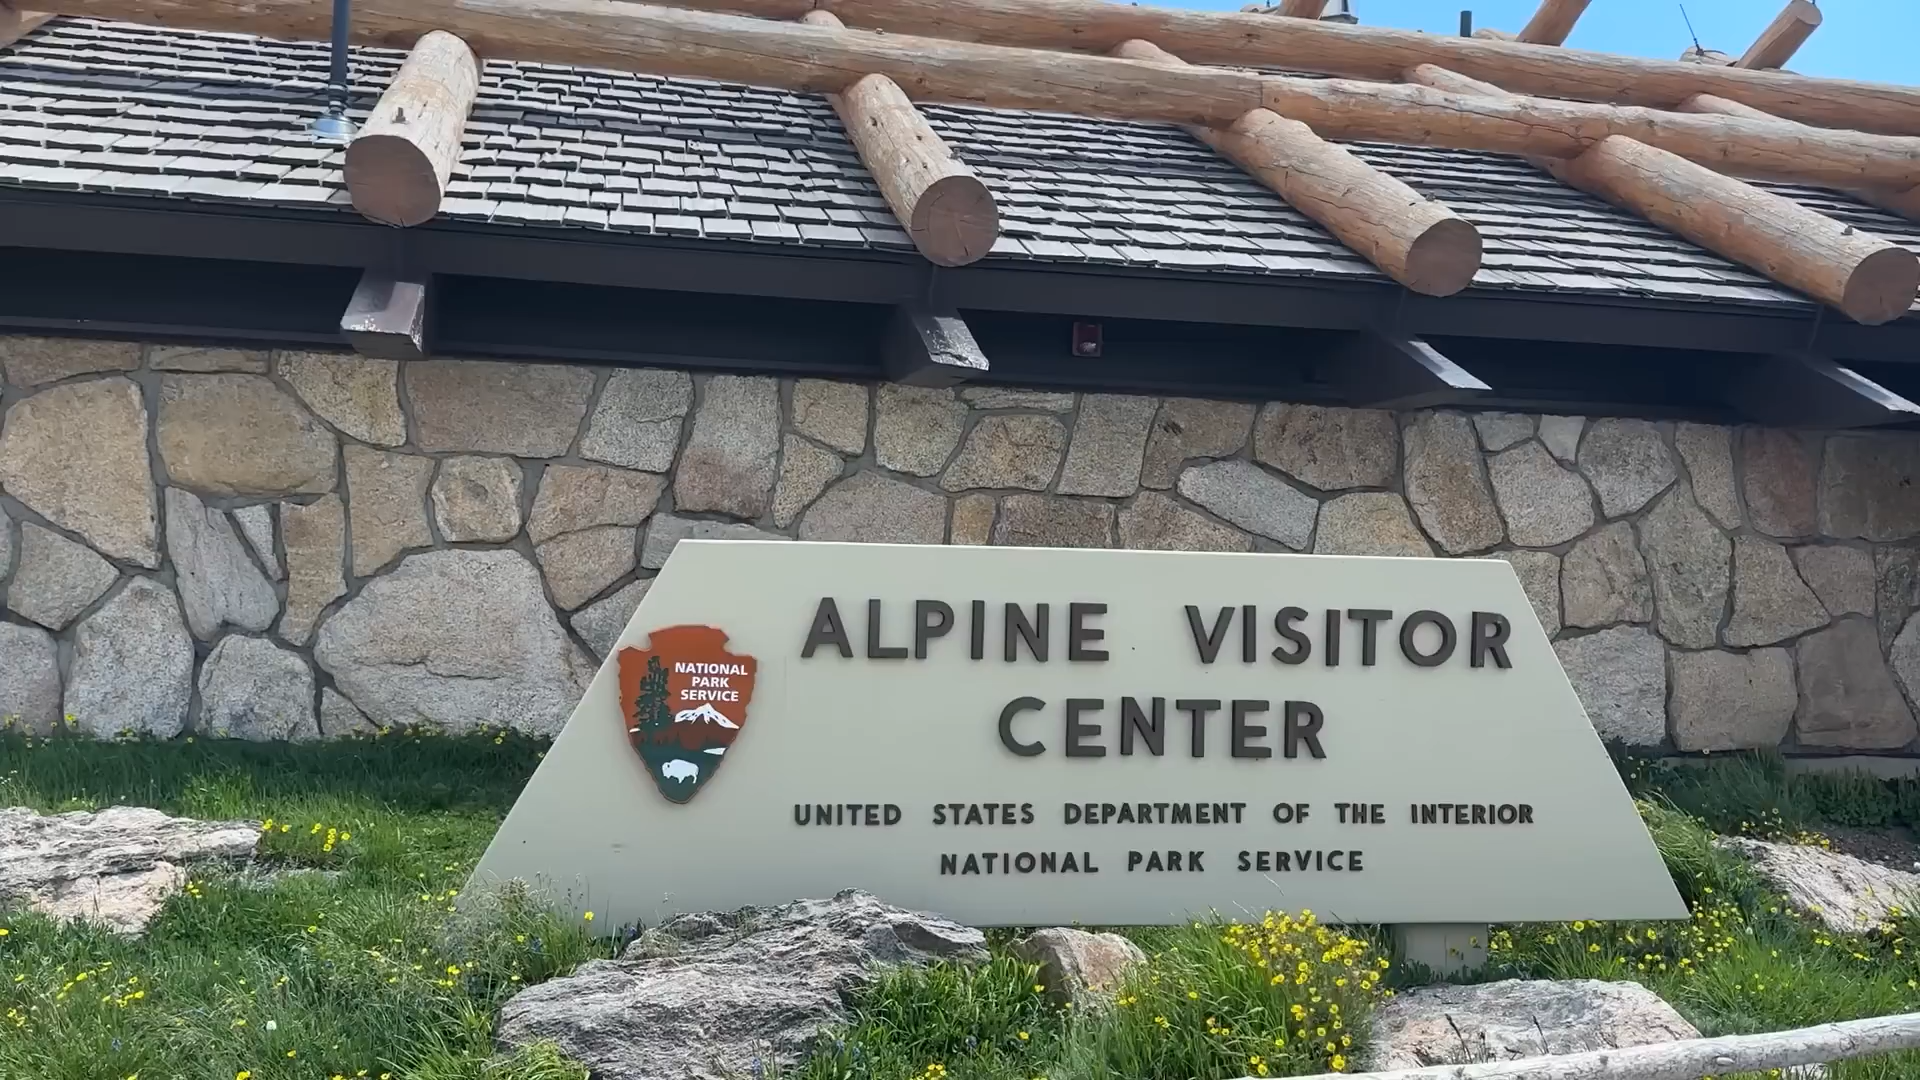 ALPINE VISITOR
CENTER
NATIONAL
PARK
SERVICE
UNITED STATES DEPARTMENT OF THE INTERIOR
NATIONAL PARK SERVICE